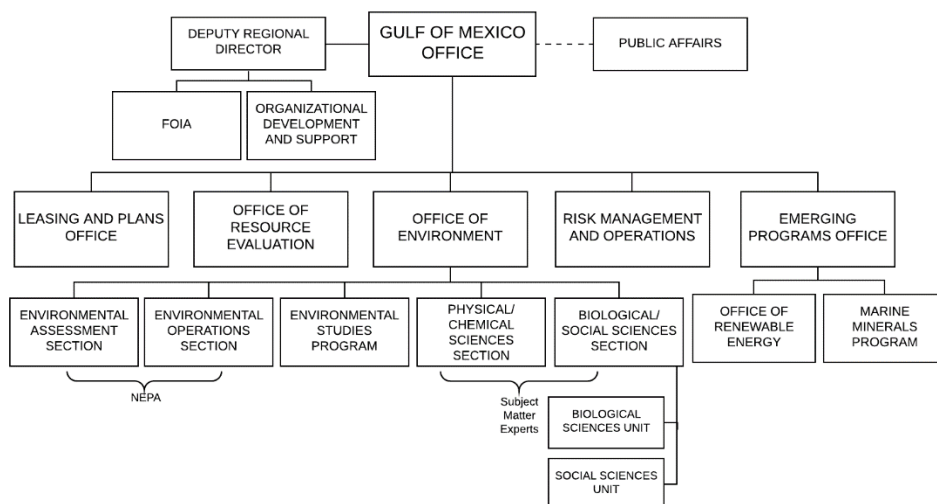 DEPUTY REGIONAL
DIRECTOR
GULF OF MEXICO
OFFICE
PUBLIC AFFAIRS
FOIA
ORGANIZATIONAL
DEVELOPMENT
AND SUPPORT
LEASING AND PLANS
OFFICE
OFFICE OF
RESOURCE
EVALUATION
OFFICE OF
ENVIRONMENT
RISK MANAGEMENT
AND OPERATIONS
EMERGING
PROGRAMS OFFICE
ENVIRONMENTAL
ASSESSMENT
SECTION
ENVIRONMENTAL
OPERATIONS
SECTION
ENVIRONMENTAL
STUDIES
PROGRAM
PHYSICAL/
CHEMICAL
SCIENCES
SECTION
BIOLOGICAL/
SOCIAL SCIENCES
SECTION
OFFICE OF
RENEWABLE
ENERGY
MARINE
MINERALS
PROGRAM
NEPA
Subject
Matter
Experts
BIOLOGICAL
SCIENCES UNIT
SOCIAL SCIENCES
UNIT